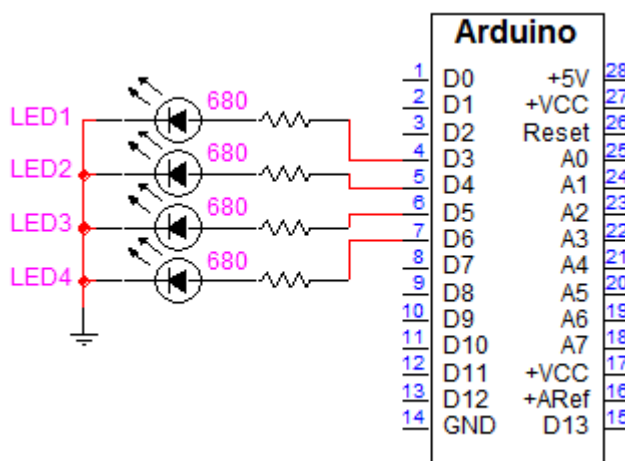 Arduino
1 D0 +5V 28
2 D1 +VCC 27
3 D2 Reset 26
4 D3 A0 25
5 D4 A1 24
6 D5 A2 23
7 D6 A3 22
8 D7 A4 21
9 D8 A5 20
10 D9 A6 19
11 D10 A7 18
12 D11 +VCC 17
13 D12 +ARef 16
14 GND D13 15
LED1 680
LED2 680
LED3 680
LED4 680